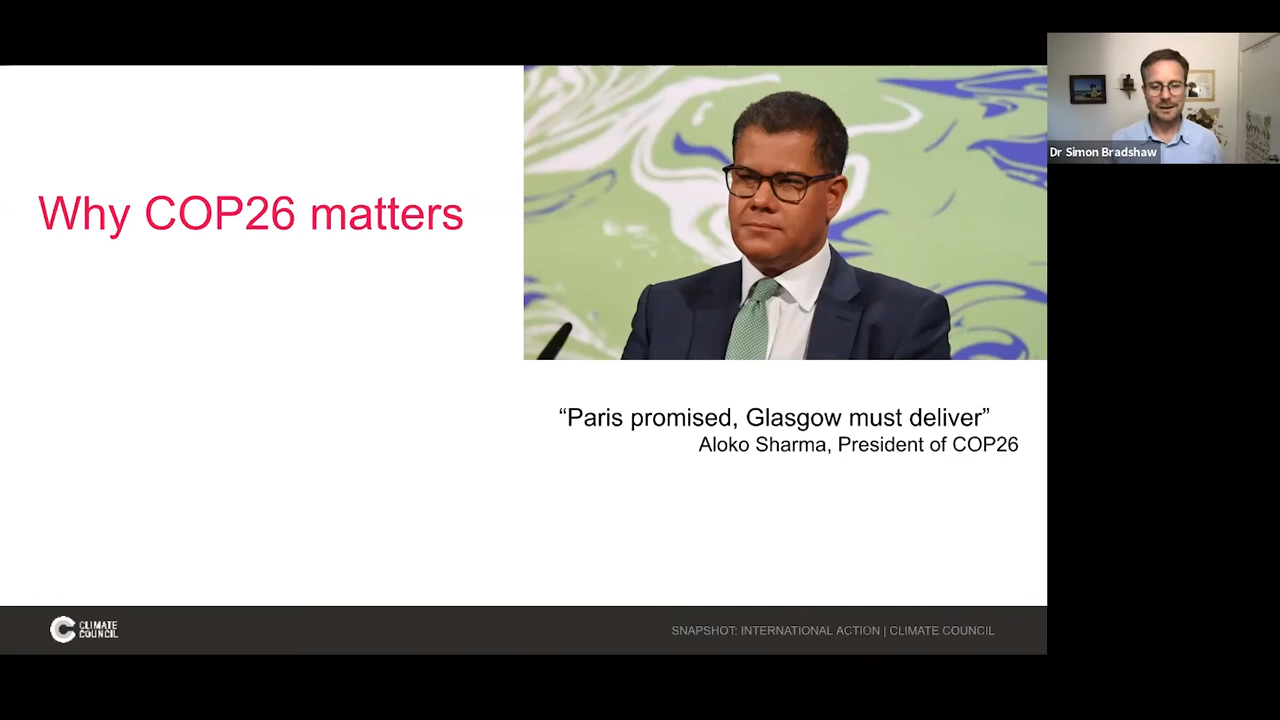 Why COP26 matters
“Paris promised, Glasgow must deliver”
Aloko Sharma, President of COP26
Dr Simon Bradshaw
CLIMATE
COUNCIL
SNAPSHOT: INTERNATIONAL ACTION | CLIMATE COUNCIL